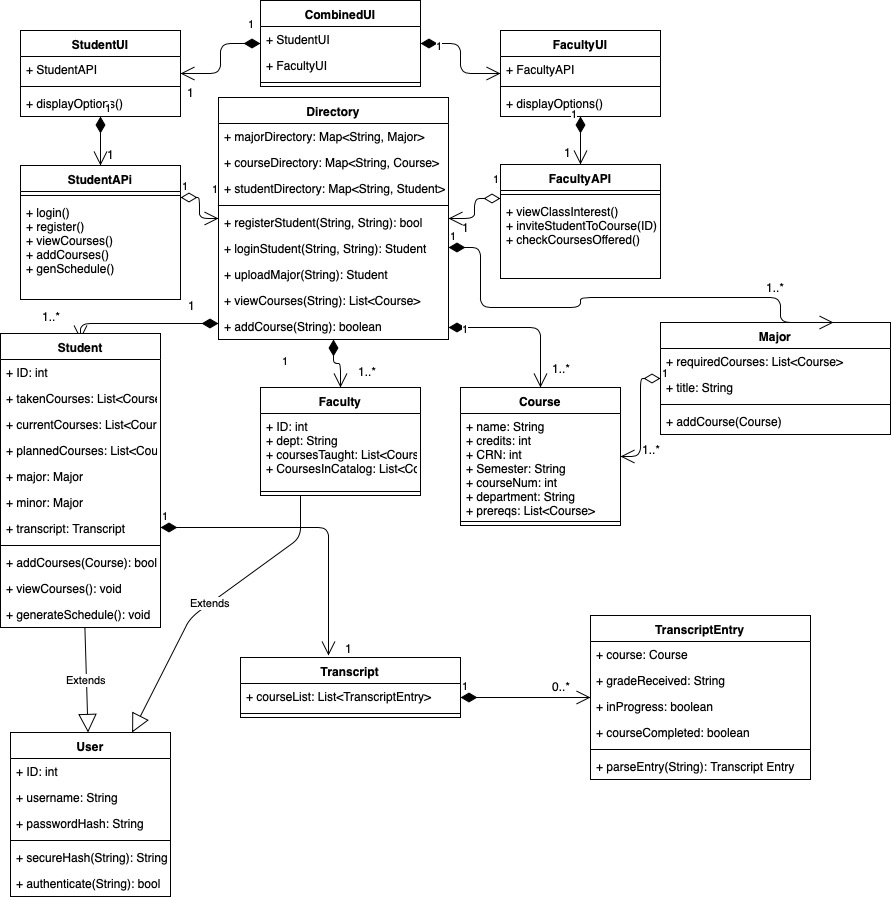 CombinedUI
+ StudentUI
+ FacultyUI
1
1
StudentUI
+ StudentAPI
+ displayOptions()
1
1
1
FacultyUI
+ FacultyAPI
+ displayOptions()
1
1
Directory
+ majorDirectory: Map<String, Major>
+ courseDirectory: Map<String, Course>
+ studentDirectory: Map<String, Student>
+ registerStudent(String, String): bool
+ loginStudent(String, String): Student
+ uploadMajor(String): Student
+ viewCourses(String): List<Course>
+ addCourse(String): boolean
StudentAPi
+ login()
+ register()
+ viewCourses()
+ addCourses()
+ genSchedule()
1
1
FacultyAPI
+ viewClassInterest()
+ inviteStudentToCourse(ID)
+ checkCoursesOffered()
1
1
1
1..*
1
1..*
1
1..*
1
1..*
Student
+ ID: int
+ takenCourses: List<Course
+ currentCourses: List<Cour
+ plannedCourses: List<Cou
+ major: Major
+ minor: Major
+ transcript: Transcript
+ addCourses(Course): bool
+ viewCourses(): void
+ generateSchedule(): void
Faculty
+ ID: int
+ dept: String
+ coursesTaught: List<Cours
+ CoursesInCatalog: List<Co
Course
+ name: String
+ credits: int
+ CRN: int
+ Semester: String
+ courseNum: int
+ department: String
+ prereqs: List<Course>
Major
+ requiredCourses: List<Course>
+ title: String
+ addCourse(Course)
1
1..*
1
1
Extends
Extends
Transcript
+ courseList: List<TranscriptEntry>
1
0..*
TranscriptEntry
+ course: Course
+ gradeReceived: String
+ inProgress: boolean
+ courseCompleted: boolean
+ parseEntry(String): Transcript Entry
User
+ ID: int
+ username: String
+ passwordHash: String
+ secureHash(String): String
+ authenticate(String): bool